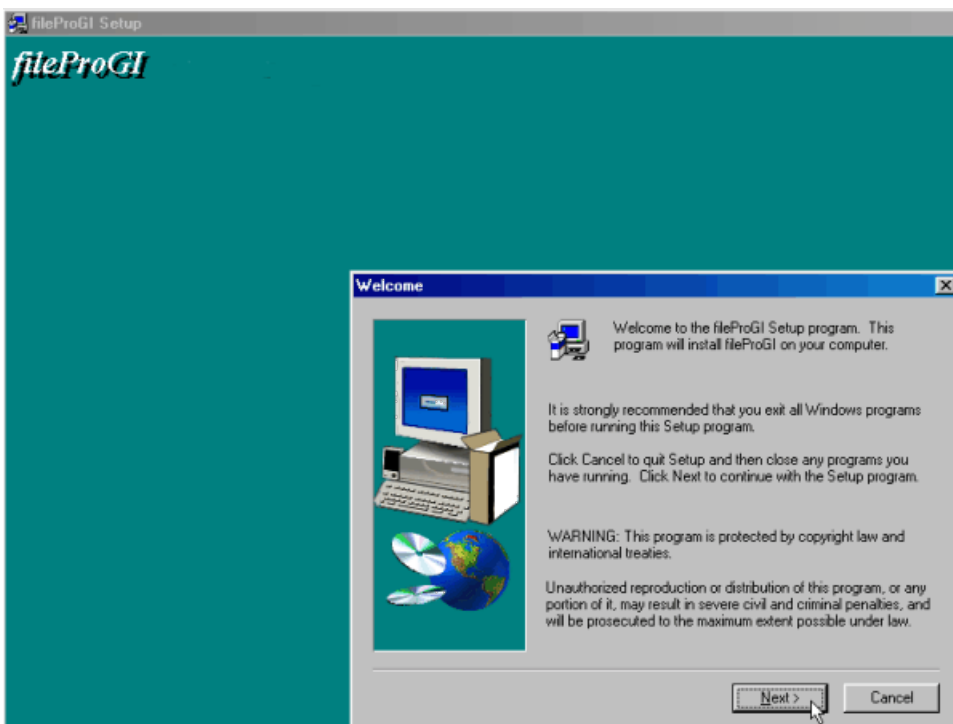 fileProGI Setup
fileProGI
Welcome
Welcome to the fileProGI Setup program. This
program will install fileProGI on your computer.
It is strongly recommended that you exit all Windows programs
before running this Setup program.
Click Cancel to quit Setup and then close any programs you
have running. Click Next to continue with the Setup program.
WARNING: This program is protected by copyright law and
international treaties.
Unauthorized reproduction or distribution of this program, or any
portion of it, may result in severe civil and criminal penalties, and
will be prosecuted to the maximum extent possible under law.
Next >
Cancel